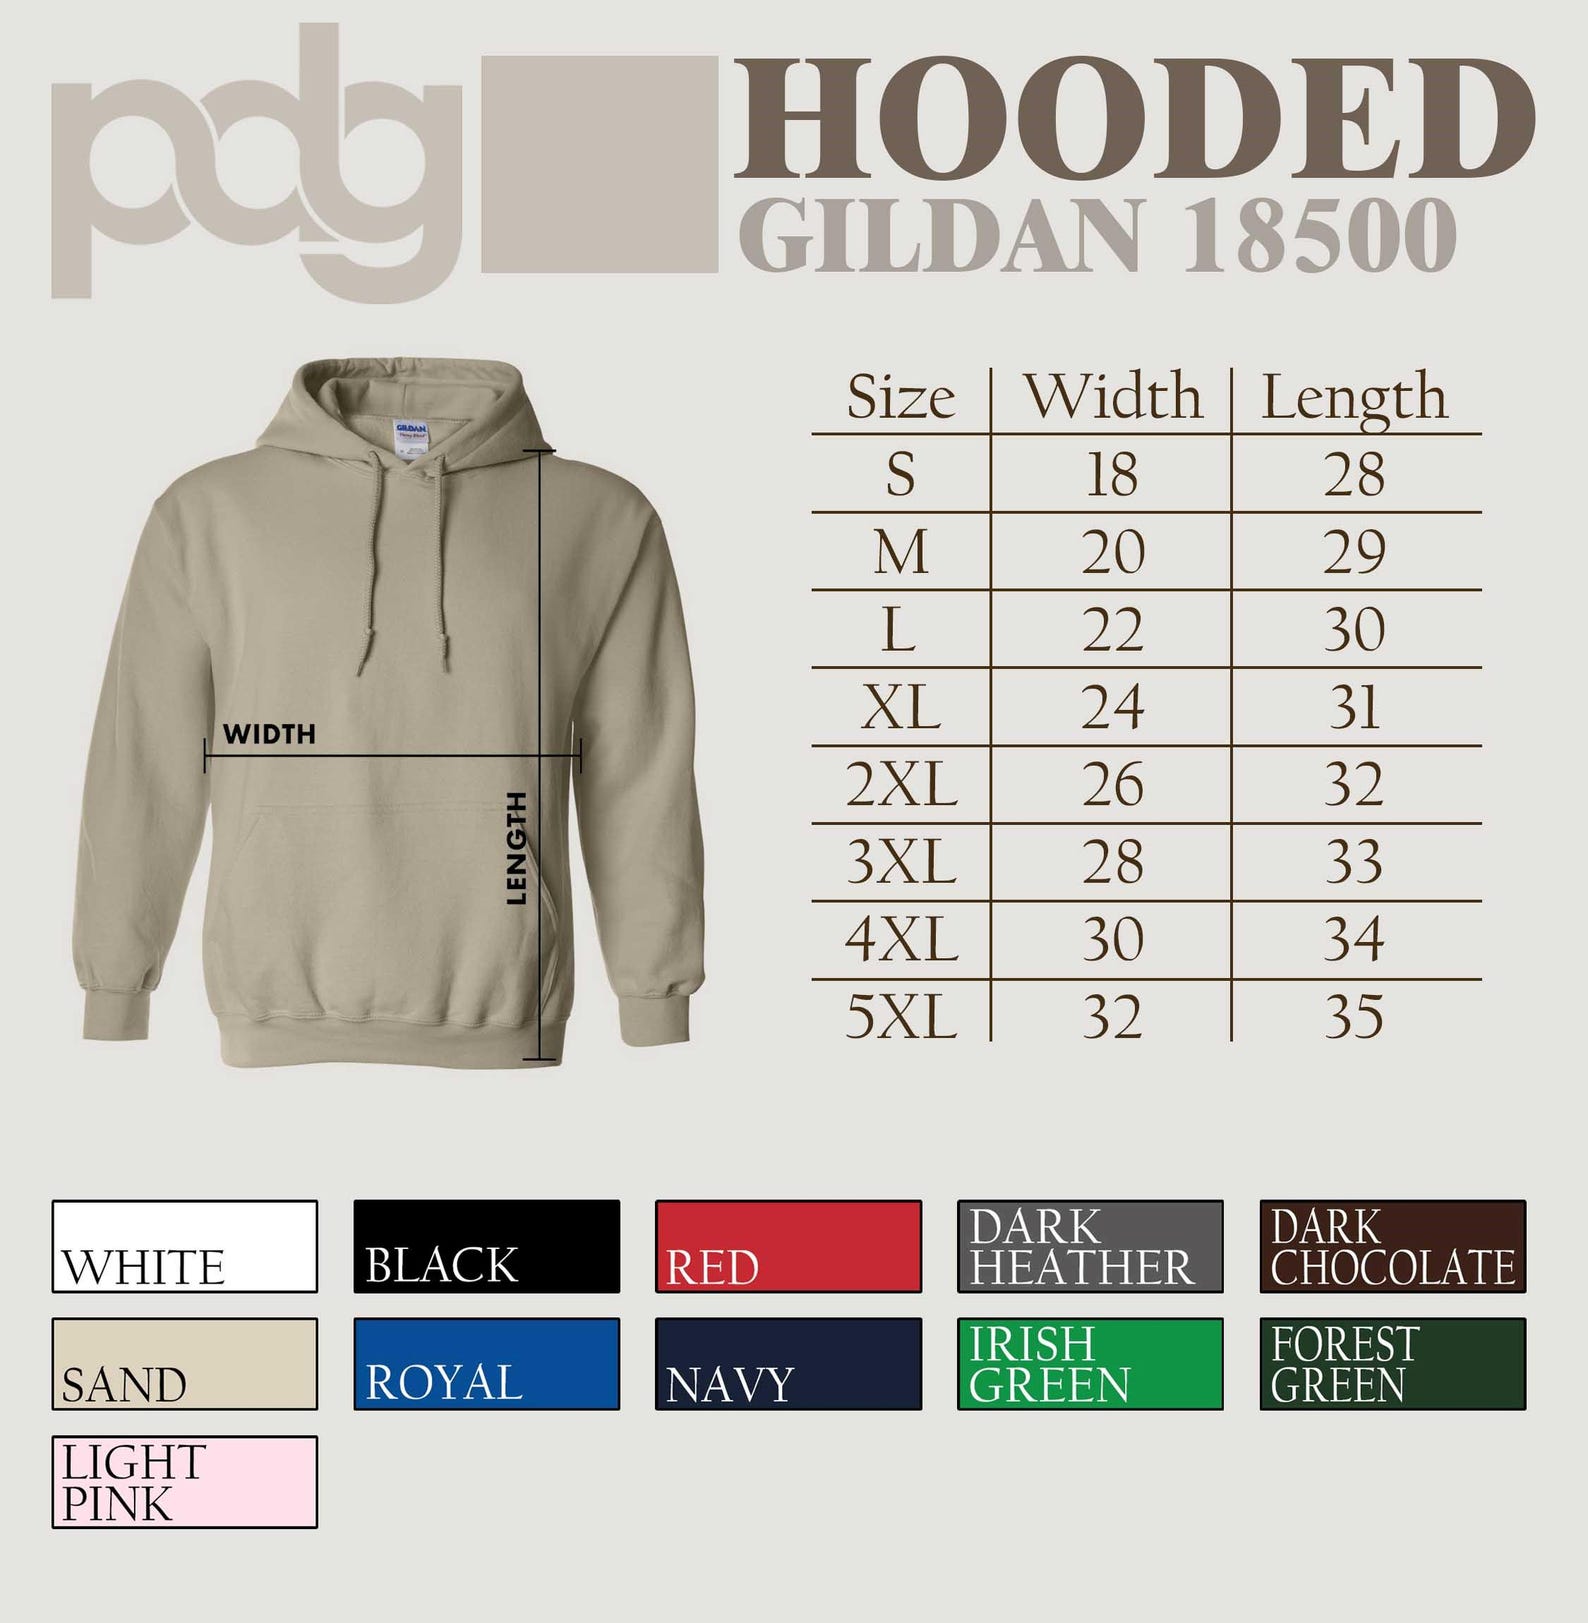 pdg
HOODED
GILDAN 18500
GILDAN
Heavy Blend
WIDTH
LENGTH
Size Width Length
S 18 28
M 20 29
L 22 30
XL 24 31
2XL 26 32
3XL 28 33
4XL 30 34
5XL 32 35
WHITE
BLACK
RED
DARK
HEATHER
DARK
CHOCOLATE
SAND
ROYAL
NAVY
IRISH
GREEN
FOREST
GREEN
LIGHT
PINK